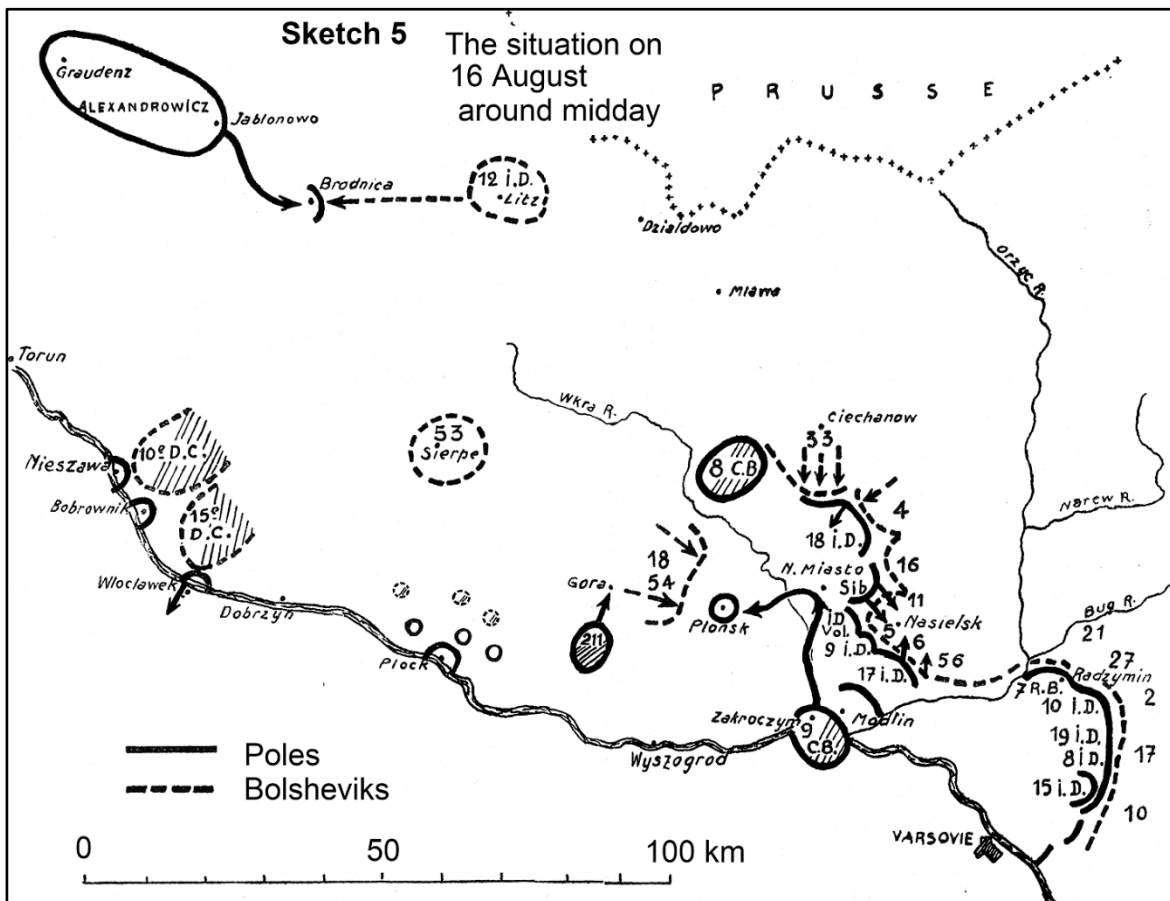 Sketch 5
The situation on
16 August
around midday
PRUSSE
Graudenz
ALEXANDROWICZ
Jablonowo
Brodnica
12 i.D.
Litz
Dzialdowo
Orzyc R.
Mlawa
Torun
Wkra R.
Ciechanow
33
53
Sierpe
8 C.B
10e D.C.
Nieszawa
Bobrownik
15e
D.C.
4
18 i.D.
Narew R.
16
18
54
N. Miasto
Sib
11
Wloclawek
Dobrzyn
Gora
Plonsk
Nasielsk
Bug R.
iD
Vol.
5
6
21
211
9 i.D.
56
27
Plock
17 i.D.
Radzymin
7 R.B.
2
10 i.D.
Zakroczym
9
C.B.
Modlin
19 i.D.
8 i.D.
17
Wyszogrod
15 i.D.
10
Poles
Bolsheviks
VARSOVIE
0 50 100 km